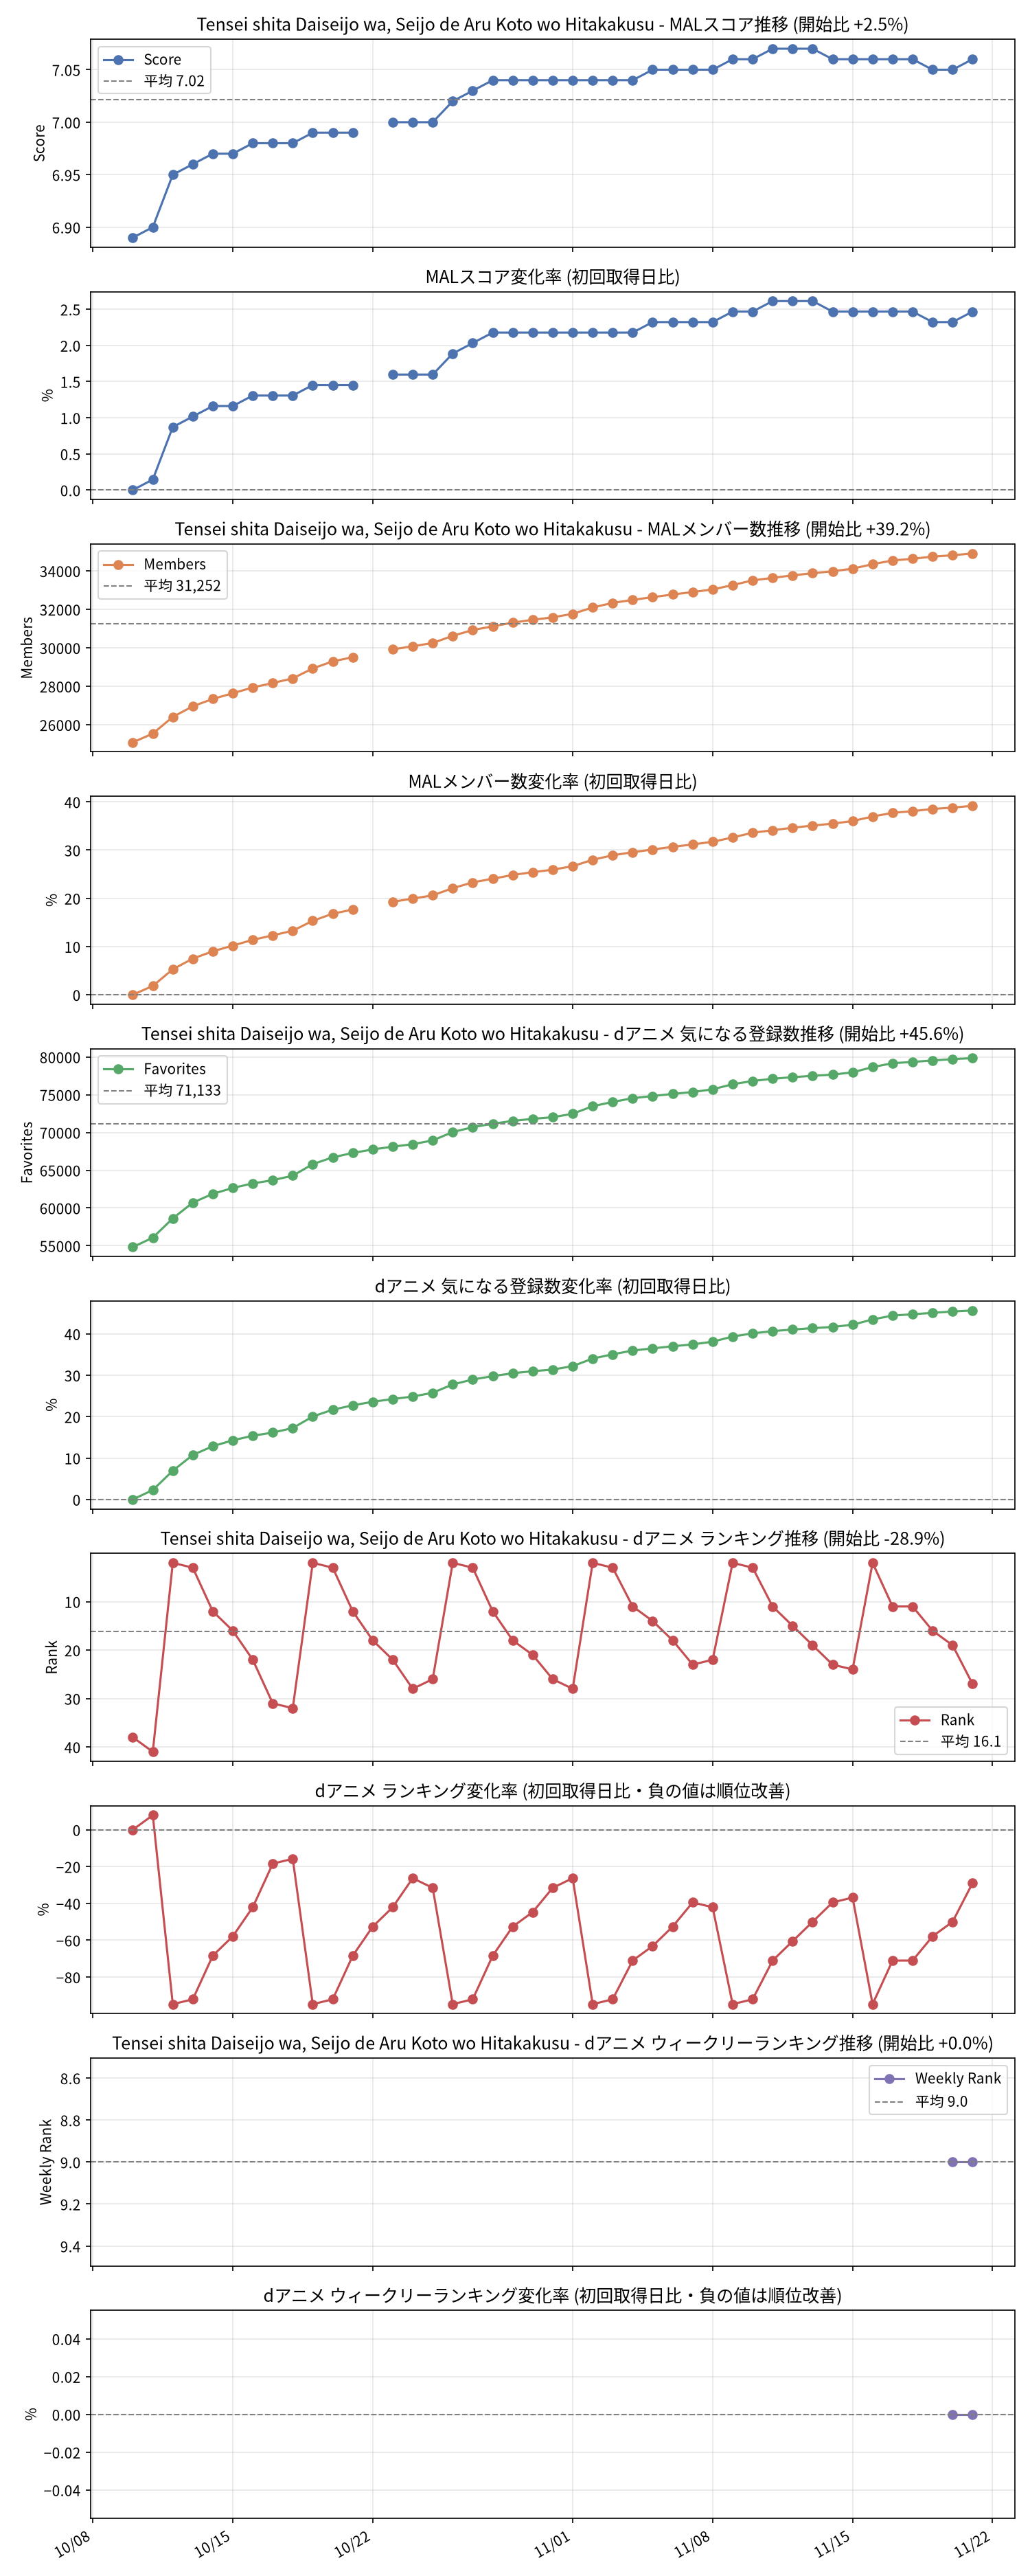 Tensei shita Daiseijo wa, Seijo de Aru Koto wo Hitakakusu - MALスコア推移 (開始比 +2.5%)
Score
平均 7.02
Score
7.05
7.00
6.95
6.90
MALスコア変化率 (初回取得日比)
%
2.5
2.0
1.5
1.0
0.5
0.0
Tensei shita Daiseijo wa, Seijo de Aru Koto wo Hitakakusu - MALメンバー数推移 (開始比 +39.2%)
Members
平均 31,252
Members
34000
32000
30000
28000
26000
MALメンバー数変化率 (初回取得日比)
%
40
30
20
10
0
Tensei shita Daiseijo wa, Seijo de Aru Koto wo Hitakakusu - dアニメ 気になる登録数推移 (開始比 +45.6%)
Favorites
平均 71,133
Favorites
80000
75000
70000
65000
60000
55000
dアニメ 気になる登録数変化率 (初回取得日比)
%
40
30
20
10
0
Tensei shita Daiseijo wa, Seijo de Aru Koto wo Hitakakusu - dアニメ ランキング推移 (開始比 -28.9%)
Rank
10
20
30
40
Rank
平均 16.1
dアニメ ランキング変化率 (初回取得日比・負の値は順位改善)
%
0
−20
−40
−60
−80
Tensei shita Daiseijo wa, Seijo de Aru Koto wo Hitakakusu - dアニメ ウィークリーランキング推移 (開始比 +0.0%)
Weekly Rank
平均 9.0
Weekly Rank
8.6
8.8
9.0
9.2
9.4
dアニメ ウィークリーランキング変化率 (初回取得日比・負の値は順位改善)
%
0.04
0.02
0.00
−0.02
−0.04
10/08
10/15
10/22
11/01
11/08
11/15
11/22